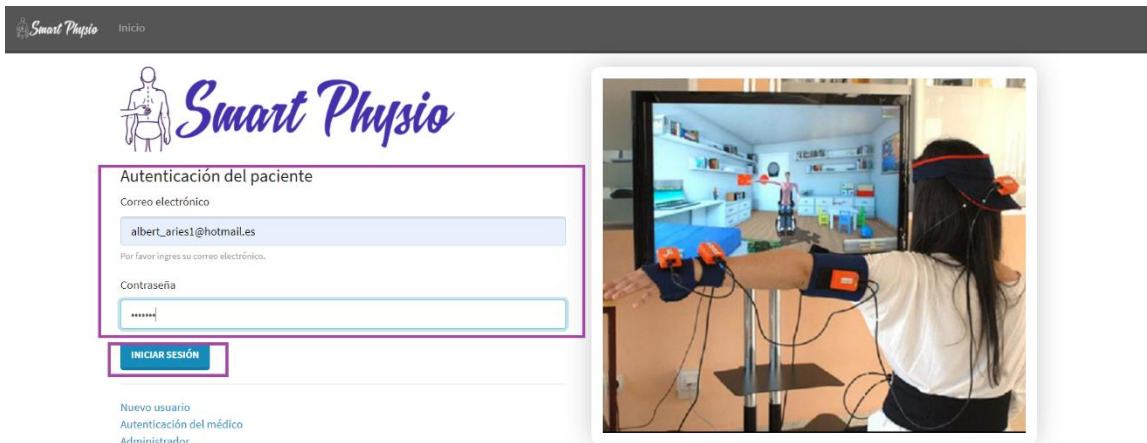 Smart Physio Inicio
Smart Physio
Autenticación del paciente
Correo electrónico
albert_aries1@hotmail.es
Por favor ingres su correo electrónico.
Contraseña
•••••••
INICIAR SESIÓN
Nuevo usuario
Autenticación del médico
Administrador